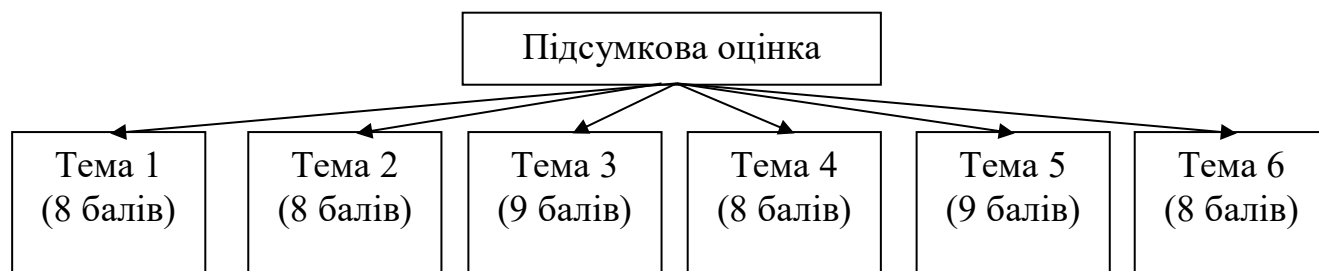 Підсумкова оцінка
Тема 1
(8 балів)
Тема 2
(8 балів)
Тема 3
(9 балів)
Тема 4
(8 балів)
Тема 5
(9 балів)
Тема 6
(8 балів)